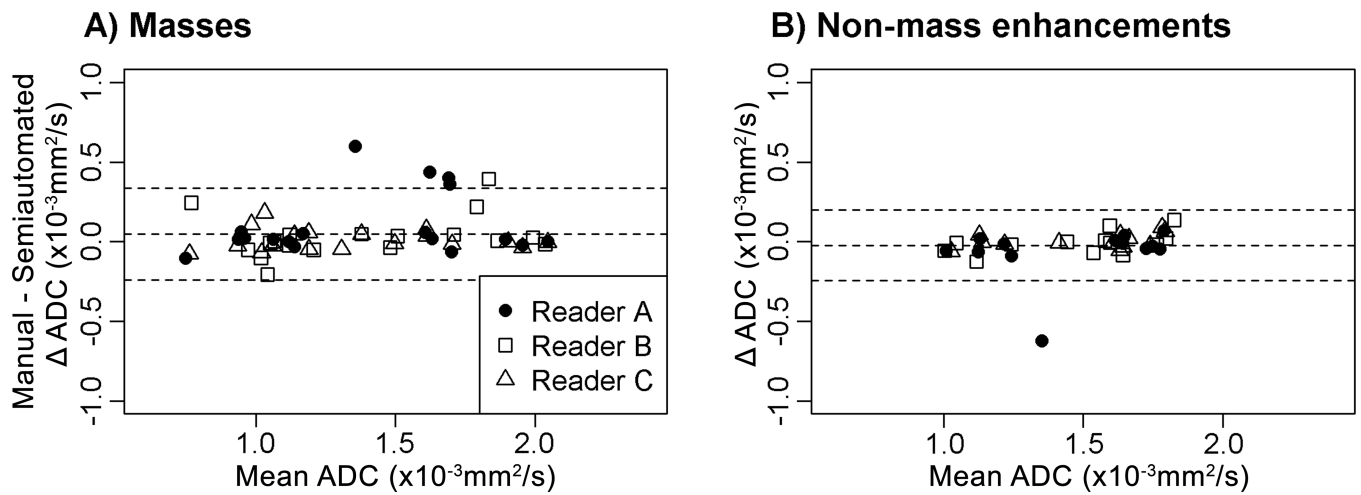 A) Masses
Manual - Semiautomated
Δ ADC (x10⁻³mm²/s)
1.0
0.5
0.0
-0.5
-1.0
Reader A
Reader B
Reader C
1.0 1.5 2.0
Mean ADC (x10⁻³mm²/s)
B) Non-mass enhancements
Δ ADC (x10⁻³mm²/s)
1.0
0.5
0.0
-0.5
-1.0
1.0 1.5 2.0
Mean ADC (x10⁻³mm²/s)